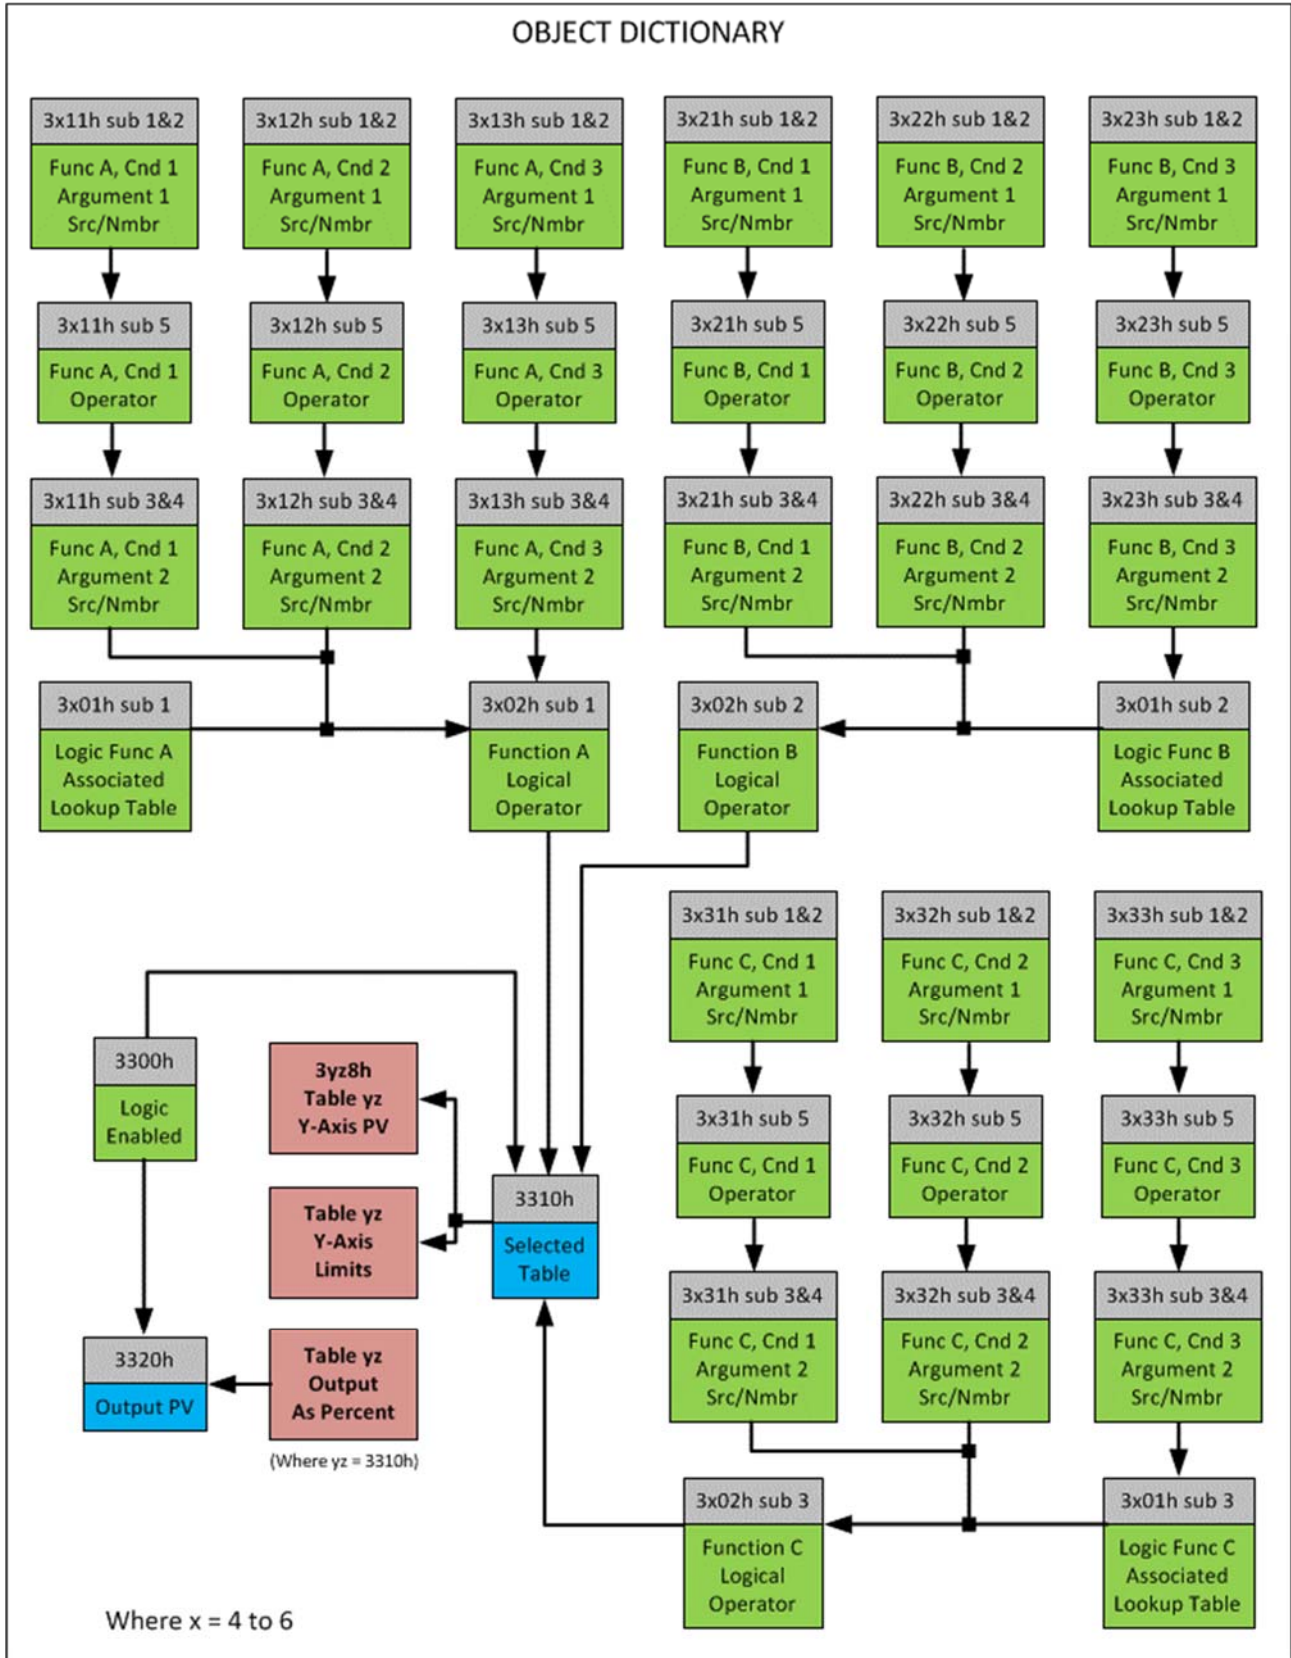 OBJECT DICTIONARY
3x11h sub 1&2
Func A, Cnd 1
Argument 1
Src/Nmbr
3x12h sub 1&2
Func A, Cnd 2
Argument 1
Src/Nmbr
3x13h sub 1&2
Func A, Cnd 3
Argument 1
Src/Nmbr
3x21h sub 1&2
Func B, Cnd 1
Argument 1
Src/Nmbr
3x22h sub 1&2
Func B, Cnd 2
Argument 1
Src/Nmbr
3x23h sub 1&2
Func B, Cnd 3
Argument 1
Src/Nmbr
3x11h sub 5
Func A, Cnd 1
Operator
3x12h sub 5
Func A, Cnd 2
Operator
3x13h sub 5
Func A, Cnd 3
Operator
3x21h sub 5
Func B, Cnd 1
Operator
3x22h sub 5
Func B, Cnd 2
Operator
3x23h sub 5
Func B, Cnd 3
Operator
3x11h sub 3&4
Func A, Cnd 1
Argument 2
Src/Nmbr
3x12h sub 3&4
Func A, Cnd 2
Argument 2
Src/Nmbr
3x13h sub 3&4
Func A, Cnd 3
Argument 2
Src/Nmbr
3x21h sub 3&4
Func B, Cnd 1
Argument 2
Src/Nmbr
3x22h sub 3&4
Func B, Cnd 2
Argument 2
Src/Nmbr
3x23h sub 3&4
Func B, Cnd 3
Argument 2
Src/Nmbr
3x01h sub 1
Logic Func A
Associated
Lookup Table
3x02h sub 1
Function A
Logical
Operator
3x02h sub 2
Function B
Logical
Operator
3x01h sub 2
Logic Func B
Associated
Lookup Table
3x31h sub 1&2
Func C, Cnd 1
Argument 1
Src/Nmbr
3x32h sub 1&2
Func C, Cnd 2
Argument 1
Src/Nmbr
3x33h sub 1&2
Func C, Cnd 3
Argument 1
Src/Nmbr
3300h
Logic
Enabled
3yz8h
Table yz
Y-Axis PV
3x31h sub 5
Func C, Cnd 1
Operator
3x32h sub 5
Func C, Cnd 2
Operator
3x33h sub 5
Func C, Cnd 3
Operator
Table yz
Y-Axis
Limits
3310h
Selected
Table
3x31h sub 3&4
Func C, Cnd 1
Argument 2
Src/Nmbr
3x32h sub 3&4
Func C, Cnd 2
Argument 2
Src/Nmbr
3x33h sub 3&4
Func C, Cnd 3
Argument 2
Src/Nmbr
3320h
Output PV
Table yz
Output
As Percent
(Where yz = 3310h)
3x02h sub 3
Function C
Logical
Operator
3x01h sub 3
Logic Func C
Associated
Lookup Table
Where x = 4 to 6